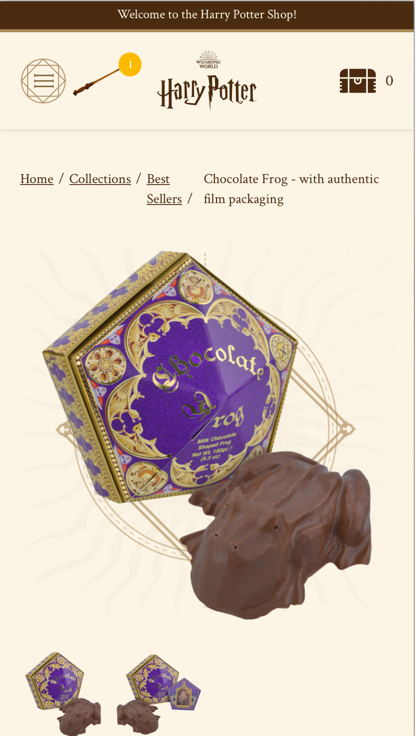 Welcome to the Harry Potter Shop!
1
WIZARDING
WORLD
Harry Potter
0
Home / Collections / Best Sellers / Chocolate Frog - with authentic film packaging
Chocolate
Frog
Milk Chocolate
Shaped Frog
Net Wt. 150g℮
(5.3 oz)